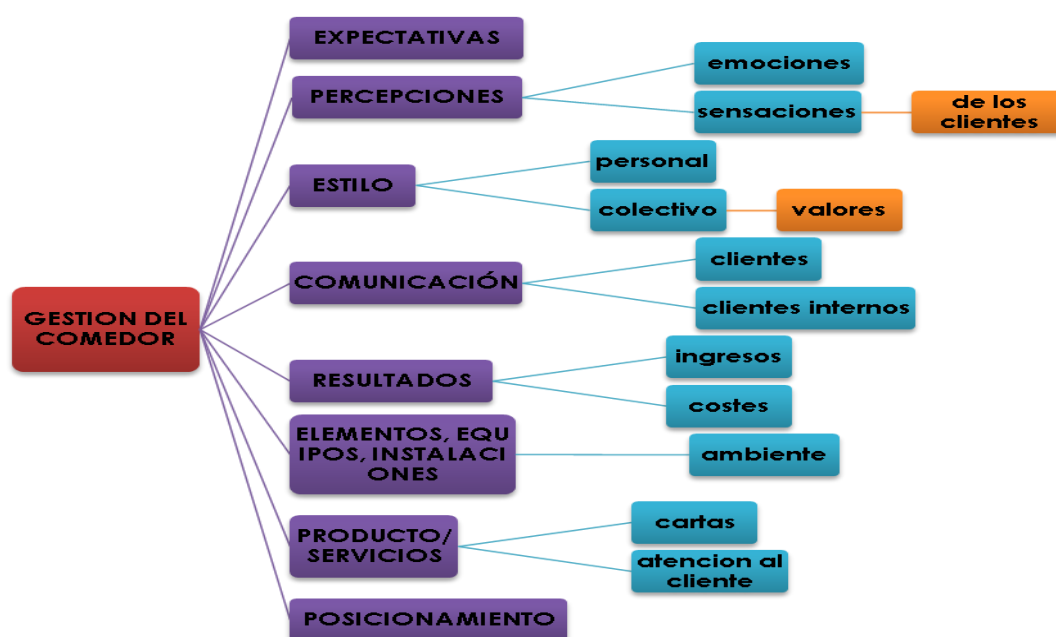 EXPECTATIVAS
PERCEPCIONES
emociones
sensaciones
de los
clientes
ESTILO
personal
colectivo
valores
COMUNICACIÓN
clientes
clientes internos
GESTION DEL
COMEDOR
RESULTADOS
ingresos
costes
ELEMENTOS, EQU
IPOS, INSTALACI
ONES
ambiente
PRODUCTO/
SERVICIOS
cartas
atencion al
cliente
POSICIONAMIENTO